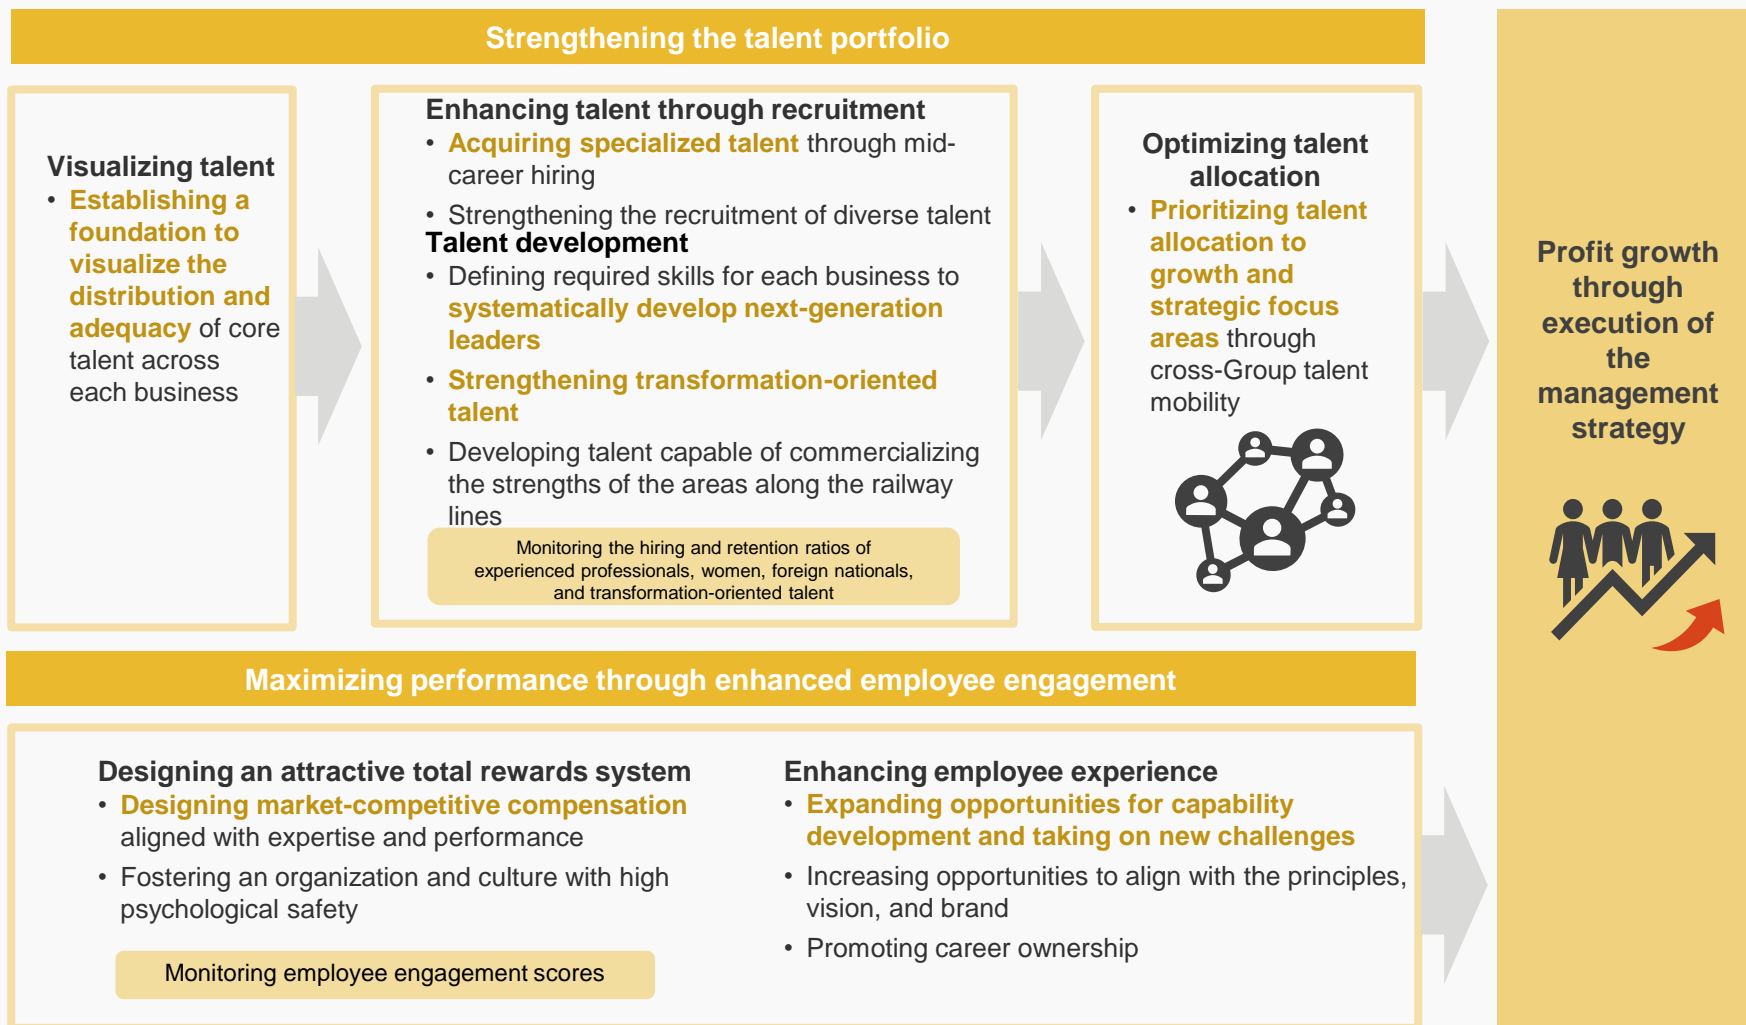 Strengthening the talent portfolio
Visualizing talent
• Establishing a
foundation to
visualize the
distribution and
adequacy of core
talent across
each business
Enhancing talent through recruitment
• Acquiring specialized talent through mid-
career hiring
• Strengthening the recruitment of diverse talent
Talent development
• Defining required skills for each business to
systematically develop next-generation
leaders
• Strengthening transformation-oriented
talent
• Developing talent capable of commercializing
the strengths of the areas along the railway
lines
Monitoring the hiring and retention ratios of
experienced professionals, women, foreign nationals,
and transformation-oriented talent
Optimizing talent
allocation
• Prioritizing talent
allocation to
growth and
strategic focus
areas through
cross-Group talent
mobility
Profit growth
through
execution of
the
management
strategy
Maximizing performance through enhanced employee engagement
Designing an attractive total rewards system
• Designing market-competitive compensation
aligned with expertise and performance
• Fostering an organization and culture with high
psychological safety
Monitoring employee engagement scores
Enhancing employee experience
• Expanding opportunities for capability
development and taking on new challenges
• Increasing opportunities to align with the principles,
vision, and brand
• Promoting career ownership